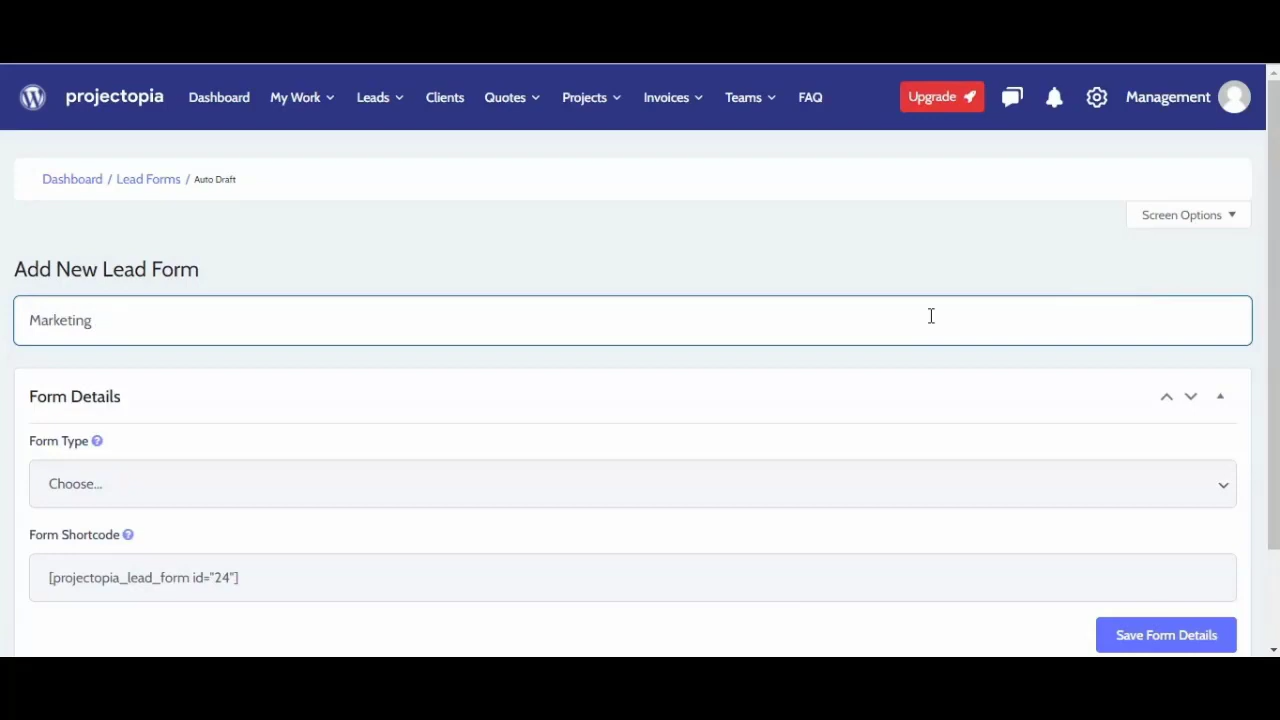 projectopia Dashboard My Work Leads Clients Quotes Projects Invoices Teams FAQ Upgrade Management
Dashboard / Lead Forms / Auto Draft
Screen Options
Add New Lead Form
Marketing
Form Details
Form Type
Choose...
Form Shortcode
[projectopia_lead_form id="24"]
Save Form Details